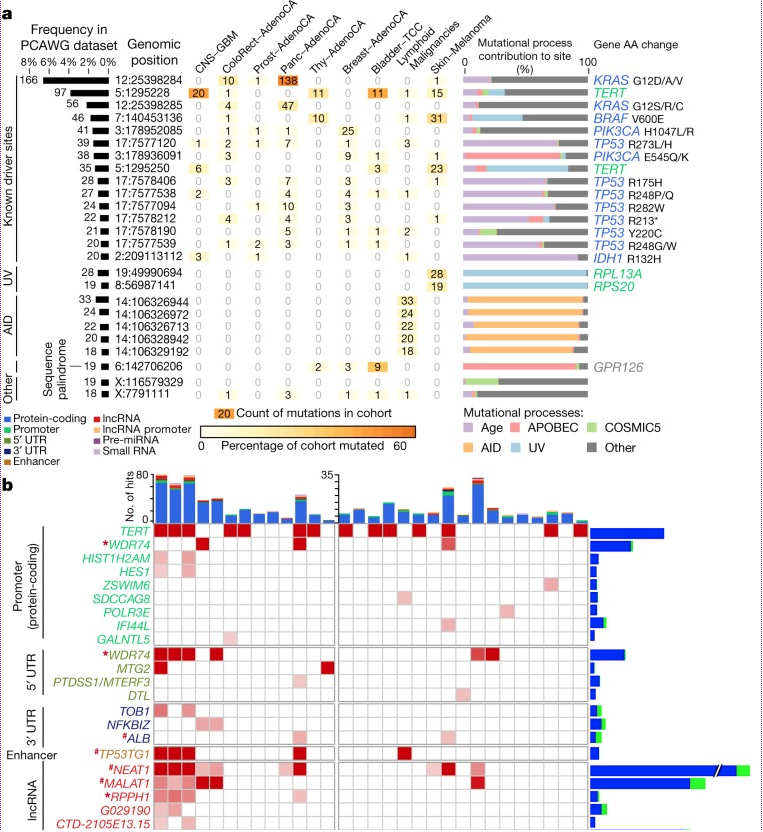 a
Frequency in
PCAWG dataset
8% 6% 4% 2% 0%
Genomic
position
CNS–GBM
ColoRect–AdenoCA
Prost–AdenoCA
Panc–AdenoCA
Thy–AdenoCA
Breast–AdenoCA
Bladder–TCC
Lymphoid
Malignancies
Skin–Melanoma
Mutational process
contribution to site
(%)
0 100
Gene AA change
Known driver sites
166 12:25398284 0 10 1 138 0 0 0 0 1 KRAS G12D/A/V
97 5:1295228 20 1 0 0 11 0 11 1 15 TERT
56 12:25398285 0 4 0 47 0 0 0 0 0 KRAS G12S/R/C
46 7:140453136 0 1 0 0 10 0 0 1 31 BRAF V600E
41 3:178952085 0 1 1 1 0 25 0 0 0 PIK3CA H1047L/R
39 17:7577120 1 2 1 7 0 1 0 3 0 TP53 R273L/H
38 3:178936091 0 3 0 0 0 9 1 0 1 PIK3CA E545Q/K
35 5:1295250 6 0 0 0 0 0 3 0 23 TERT
28 17:7578406 0 3 0 7 0 3 0 0 1 TP53 R175H
27 17:7577538 2 0 0 4 0 4 1 1 0 TP53 R248P/Q
24 17:7577094 0 0 1 10 0 3 0 0 0 TP53 R282W
22 17:7578212 0 4 0 4 0 3 0 0 1 TP53 R213*
21 17:7578190 0 0 0 5 0 1 1 2 0 TP53 Y220C
20 17:7577539 0 1 2 3 0 1 1 0 0 TP53 R248G/W
20 2:209113112 3 0 1 0 0 0 0 1 0 IDH1 R132H
UV
28 19:49990694 0 0 0 0 0 0 0 0 28 RPL13A
19 8:56987141 0 0 0 0 0 0 0 0 19 RPS20
AID
33 14:106326944 0 0 0 0 0 0 0 33 0
24 14:106326972 0 0 0 0 0 0 0 24 0
22 14:106326713 0 0 0 0 0 0 0 22 0
20 14:106328942 0 0 0 0 0 0 0 20 0
18 14:106329192 0 0 0 0 0 0 0 18 0
Other
Sequence
palindrome
19 6:142706206 0 0 0 0 2 3 9 0 0 GPR126
19 X:116579329 0 0 0 0 0 0 0 0 0
18 X:7791111 0 1 0 3 0 1 1 1 0
Protein-coding
Promoter
5′ UTR
3′ UTR
Enhancer
lncRNA
lncRNA promoter
Pre-miRNA
Small RNA
20 Count of mutations in cohort
0 60
Percentage of cohort mutated
Mutational processes:
Age APOBEC COSMIC5
AID UV Other
b
No. of hits
80
0
35
0
Promoter
(protein-coding)
TERT
*WDR74
HIST1H2AM
HES1
ZSWIM6
SDCCAG8
POLR3E
IFI44L
GALNTL5
5′ UTR
*WDR74
MTG2
PTDSS1/MTERF3
DTL
3′ UTR
TOB1
NFKBIZ
#ALB
Enhancer
#TP53TG1
lncRNA
#NEAT1
#MALAT1
*RPPH1
G029190
CTD-2105E13.15